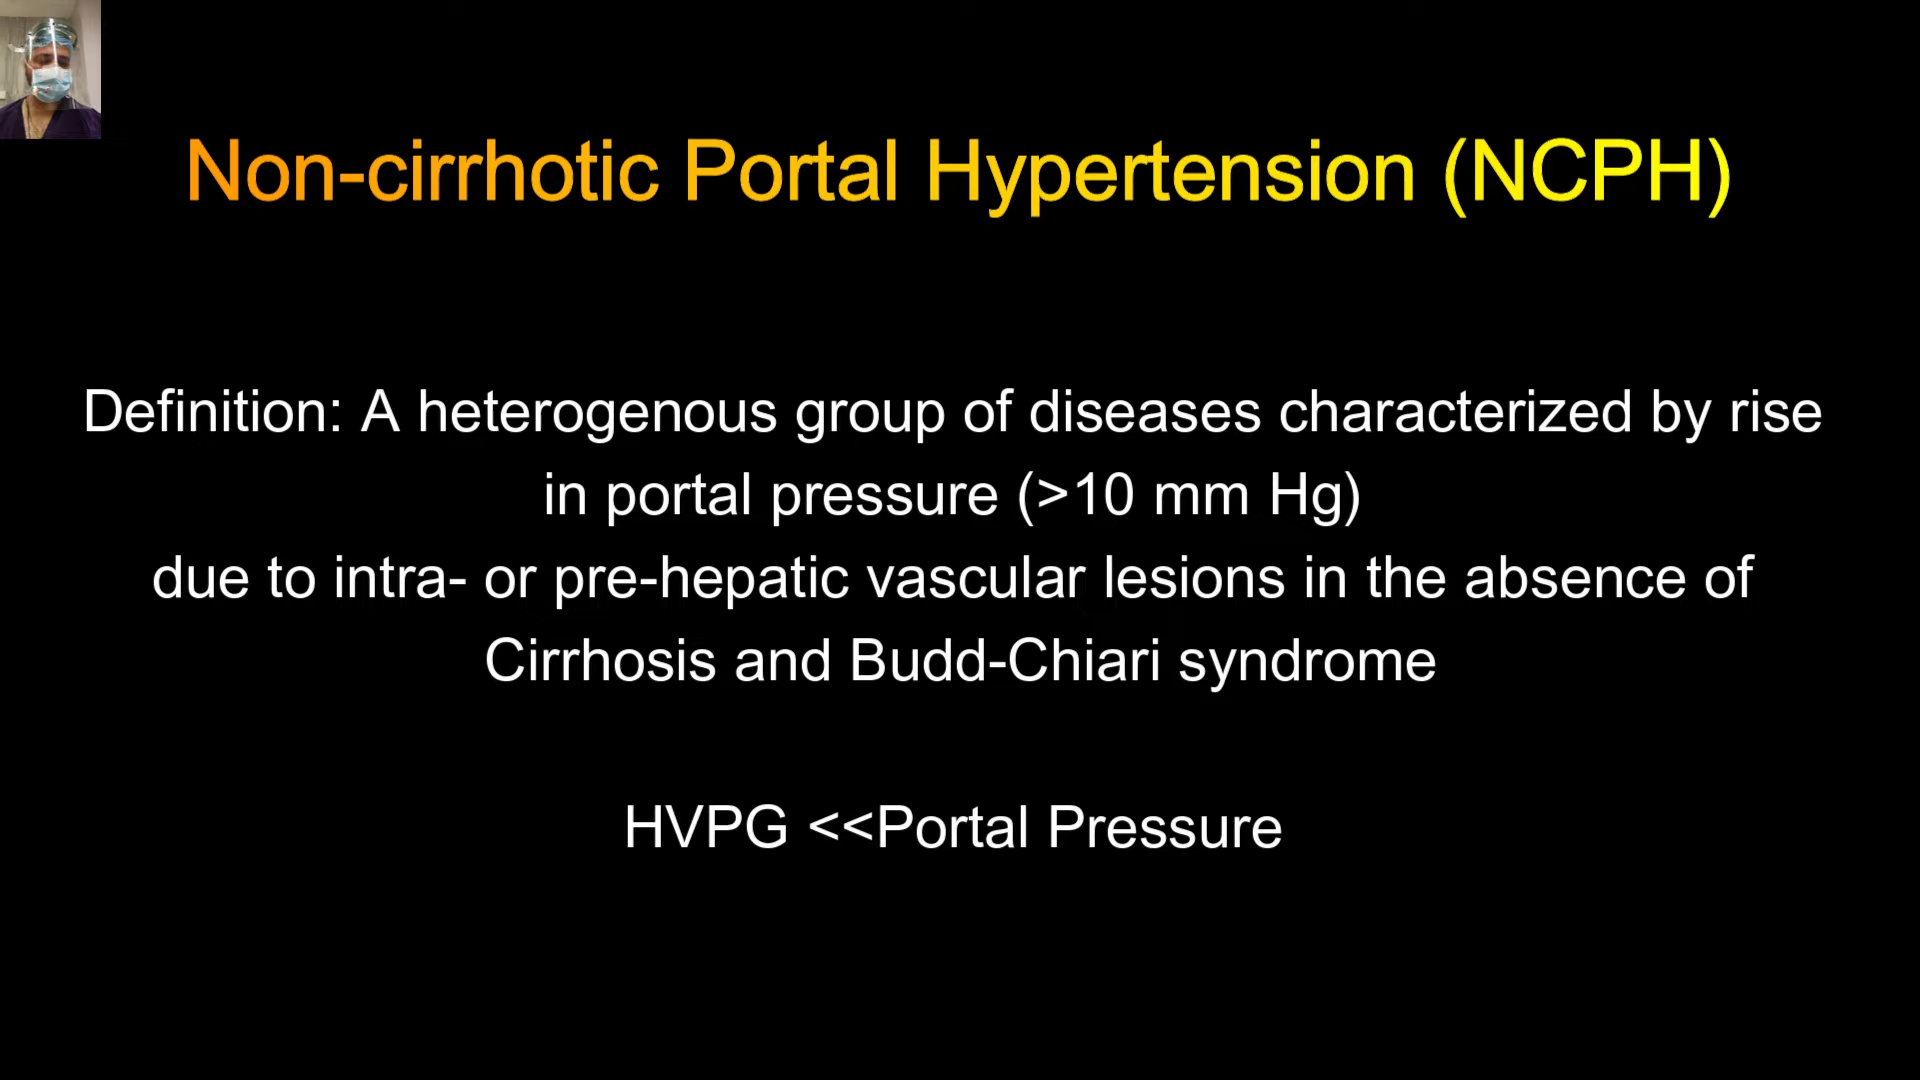 Non-cirrhotic Portal Hypertension (NCPH)
Definition: A heterogenous group of diseases characterized by rise
in portal pressure (>10 mm Hg)
due to intra- or pre-hepatic vascular lesions in the absence of
Cirrhosis and Budd-Chiari syndrome
HVPG <<Portal Pressure